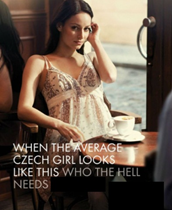 WHEN THE AVERAGE
CZECH GIRL LOOKS
LIKE THIS WHO THE HELL
NEEDS